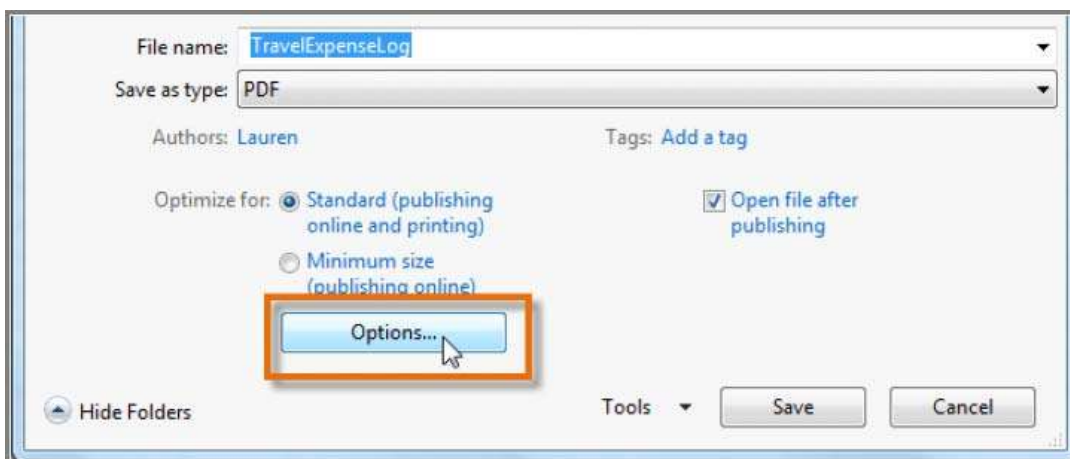 File name: TravelExpenseLog
Save as type: PDF
Authors: Lauren Tags: Add a tag
Optimize for: Standard (publishing
online and printing)
Open file after
publishing
Minimum size
(publishing online)
Options...
Hide Folders Tools Save Cancel